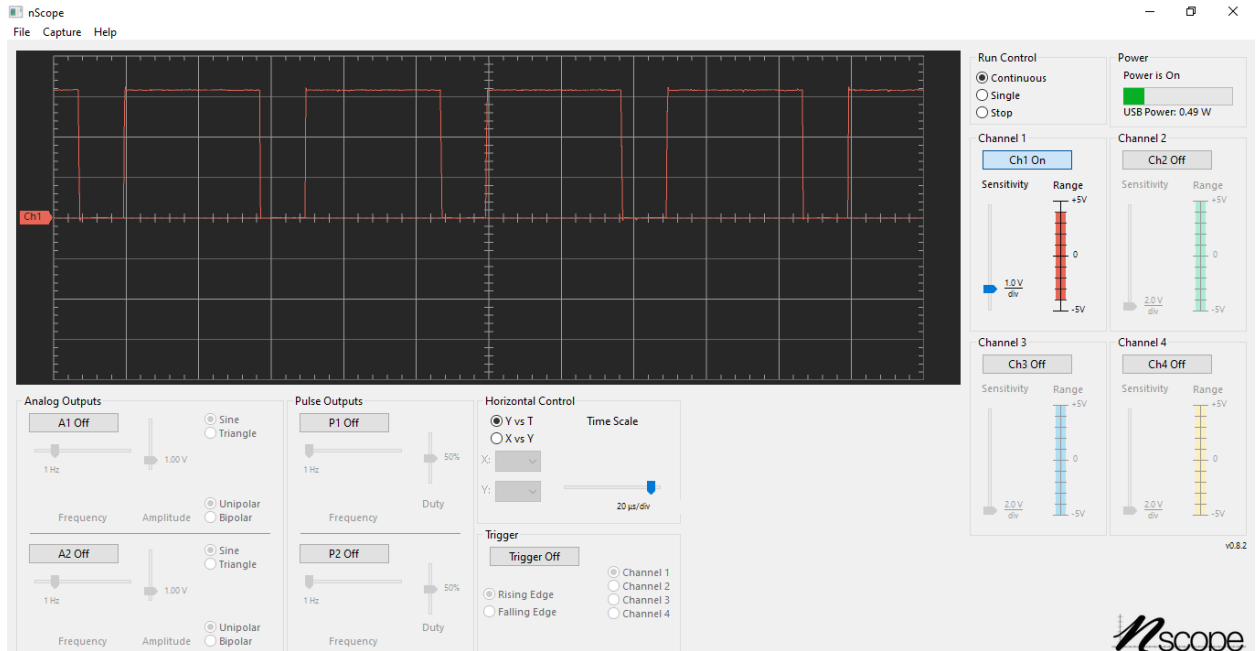 nScope
File Capture Help
Ch1
Run Control
Continuous
Single
Stop
Power
Power is On
USB Power: 0.49 W
Channel 1
Ch1 On
Sensitivity Range
+5V
0
-5V
1.0 V
div
Channel 2
Ch2 Off
Sensitivity Range
+5V
0
-5V
2.0 V
div
Channel 3
Ch3 Off
Sensitivity Range
+5V
0
-5V
2.0 V
div
Channel 4
Ch4 Off
Sensitivity Range
+5V
0
-5V
2.0 V
div
v0.8.2
Analog Outputs
A1 Off
Sine
Triangle
1 Hz
1.00 V
Unipolar
Bipolar
Frequency Amplitude
A2 Off
Sine
Triangle
1 Hz
1.00 V
Unipolar
Bipolar
Frequency Amplitude
Pulse Outputs
P1 Off
1 Hz
50%
Frequency Duty
P2 Off
1 Hz
50%
Frequency Duty
Horizontal Control
Y vs T
X vs Y
Time Scale
X:
Y:
20 µs/div
Trigger
Trigger Off
Rising Edge
Falling Edge
Channel 1
Channel 2
Channel 3
Channel 4
nscope